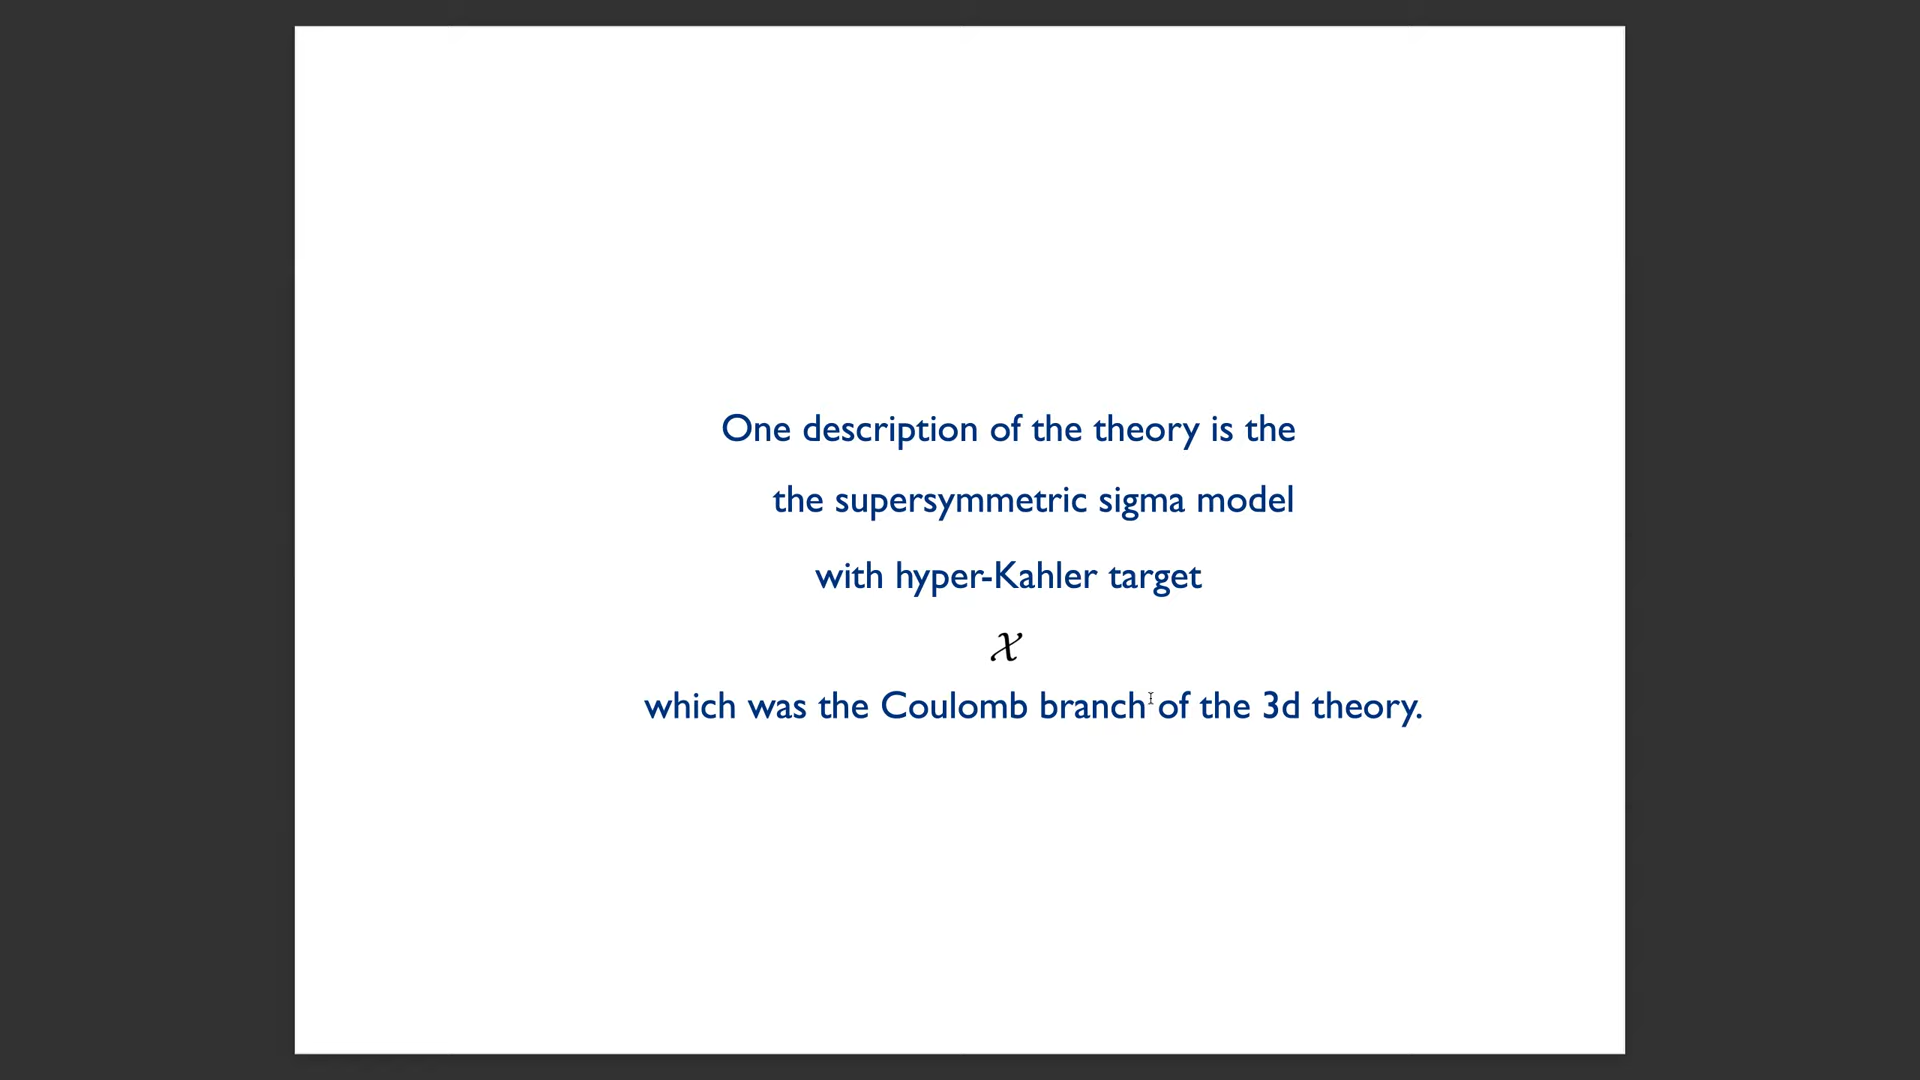 One description of the theory is the
the supersymmetric sigma model
with hyper-Kahler target
𝒳
which was the Coulomb branch of the 3d theory.